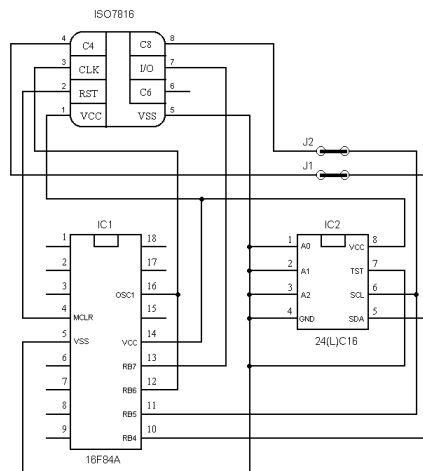 ISO7816
4 C4 C8 8
3 CLK I/O 7
2 RST C6 6
1 VCC VSS 5
J2
J1
IC1
1 18
2 17
3 OSC1 16
4 MCLR 15
5 VSS VCC 14
6 RB7 13
7 RB6 12
8 RB5 11
9 RB4 10
16F84A
IC2
1 A0 VCC 8
2 A1 TST 7
3 A2 SCL 6
4 GND SDA 5
24(L)C16